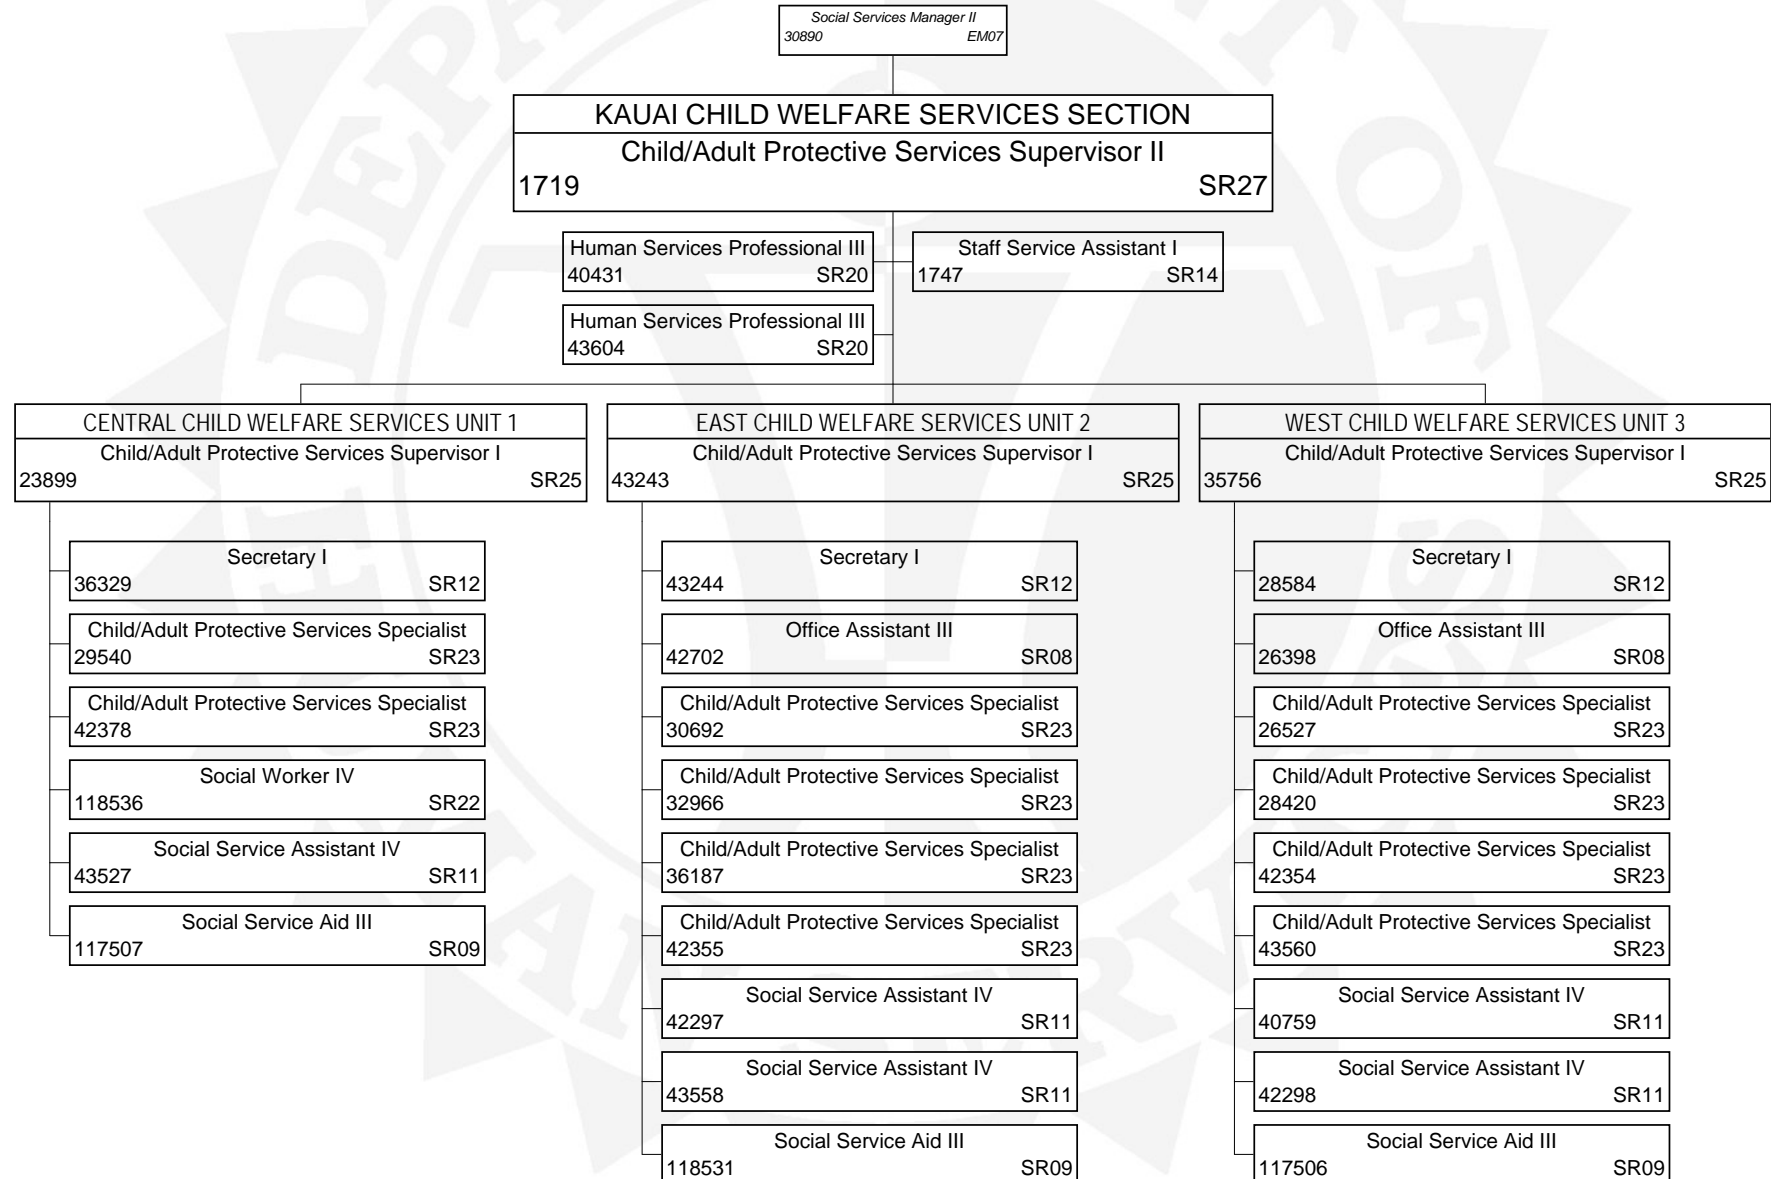 Social Services Manager II
30890 EM07
KAUAI CHILD WELFARE SERVICES SECTION
Child/Adult Protective Services Supervisor II
1719 SR27
Human Services Professional III
40431 SR20
Staff Service Assistant I
1747 SR14
Human Services Professional III
43604 SR20
CENTRAL CHILD WELFARE SERVICES UNIT 1
Child/Adult Protective Services Supervisor I
23899 SR25
Secretary I
36329 SR12
Child/Adult Protective Services Specialist
29540 SR23
Child/Adult Protective Services Specialist
42378 SR23
Social Worker IV
118536 SR22
Social Service Assistant IV
43527 SR11
Social Service Aid III
117507 SR09
EAST CHILD WELFARE SERVICES UNIT 2
Child/Adult Protective Services Supervisor I
43243 SR25
Secretary I
43244 SR12
Office Assistant III
42702 SR08
Child/Adult Protective Services Specialist
30692 SR23
Child/Adult Protective Services Specialist
32966 SR23
Child/Adult Protective Services Specialist
36187 SR23
Child/Adult Protective Services Specialist
42355 SR23
Social Service Assistant IV
42297 SR11
Social Service Assistant IV
43558 SR11
Social Service Aid III
118531 SR09
WEST CHILD WELFARE SERVICES UNIT 3
Child/Adult Protective Services Supervisor I
35756 SR25
Secretary I
28584 SR12
Office Assistant III
26398 SR08
Child/Adult Protective Services Specialist
26527 SR23
Child/Adult Protective Services Specialist
28420 SR23
Child/Adult Protective Services Specialist
42354 SR23
Child/Adult Protective Services Specialist
43560 SR23
Social Service Assistant IV
40759 SR11
Social Service Assistant IV
42298 SR11
Social Service Aid III
117506 SR09